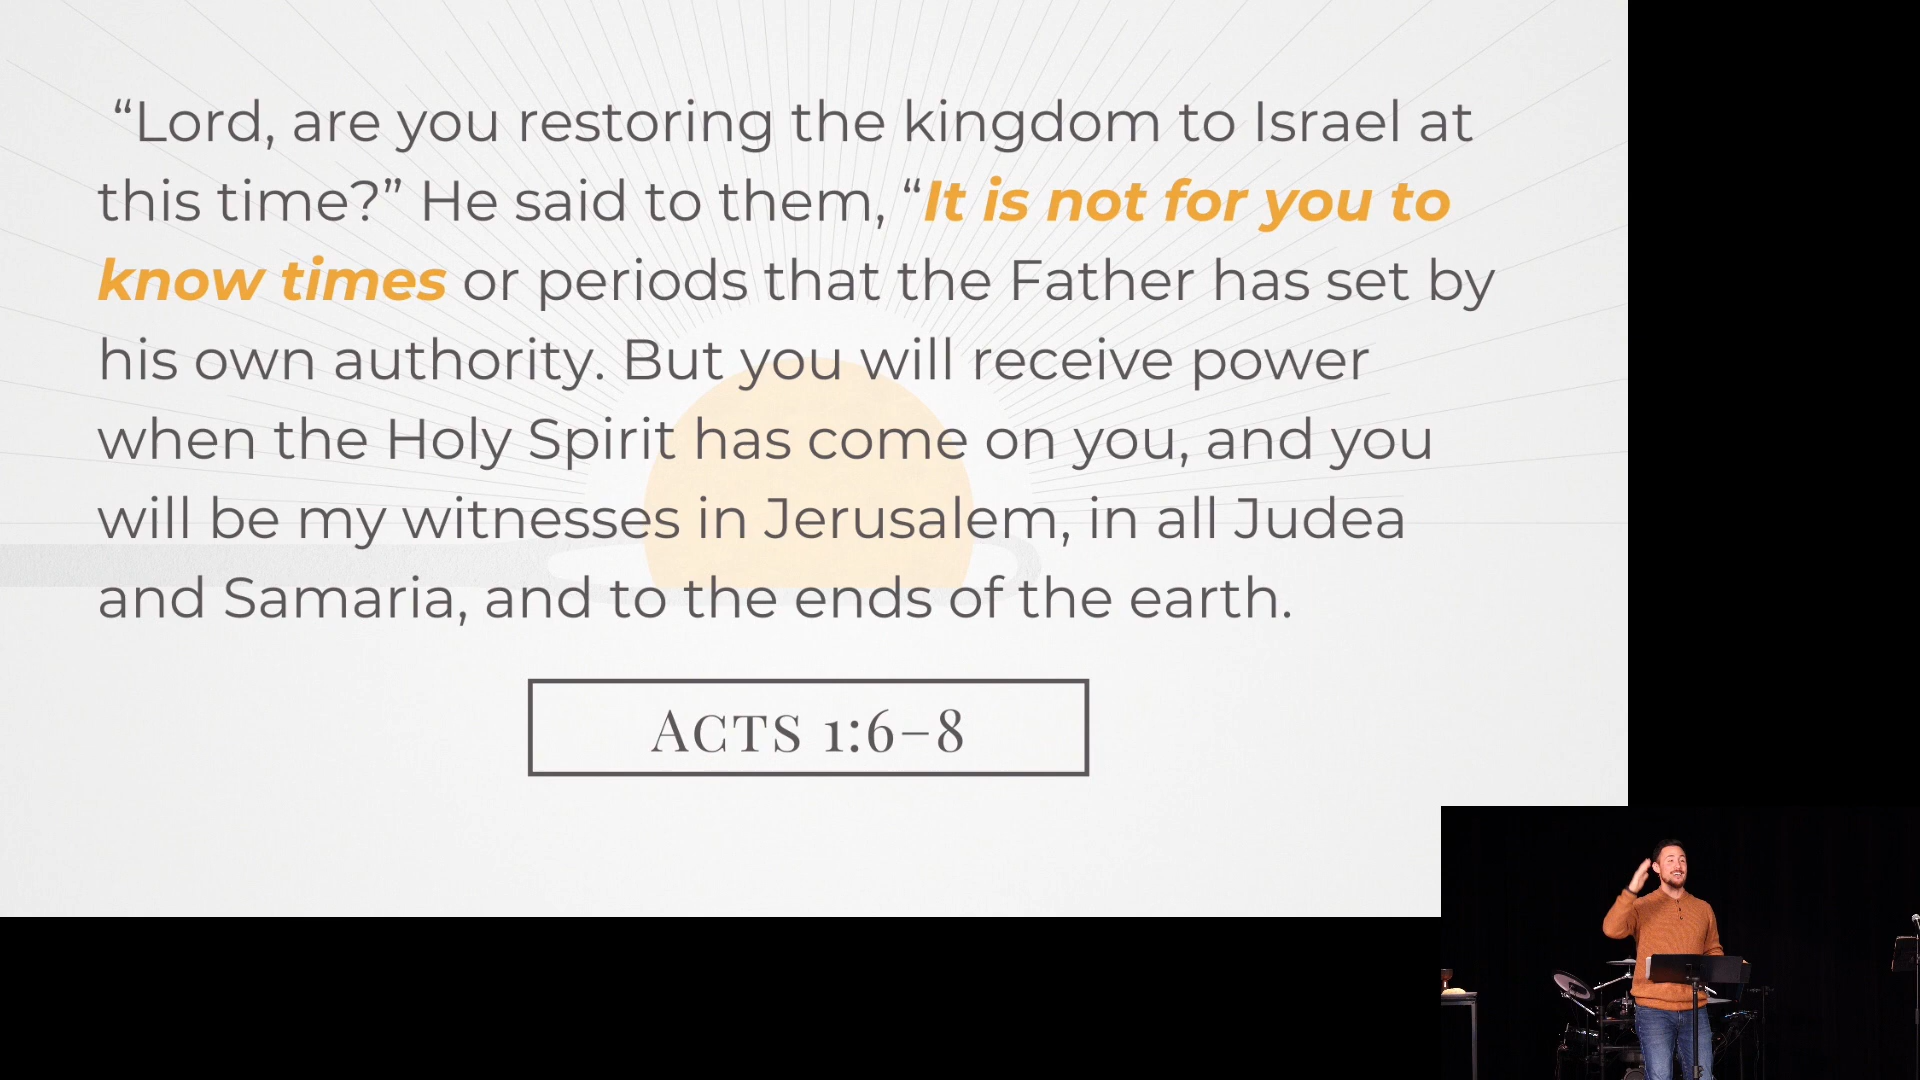 “Lord, are you restoring the kingdom to Israel at
this time?” He said to them, “It is not for you to
know times or periods that the Father has set by
his own authority. But you will receive power
when the Holy Spirit has come on you, and you
will be my witnesses in Jerusalem, in all Judea
and Samaria, and to the ends of the earth.
Acts 1:6–8